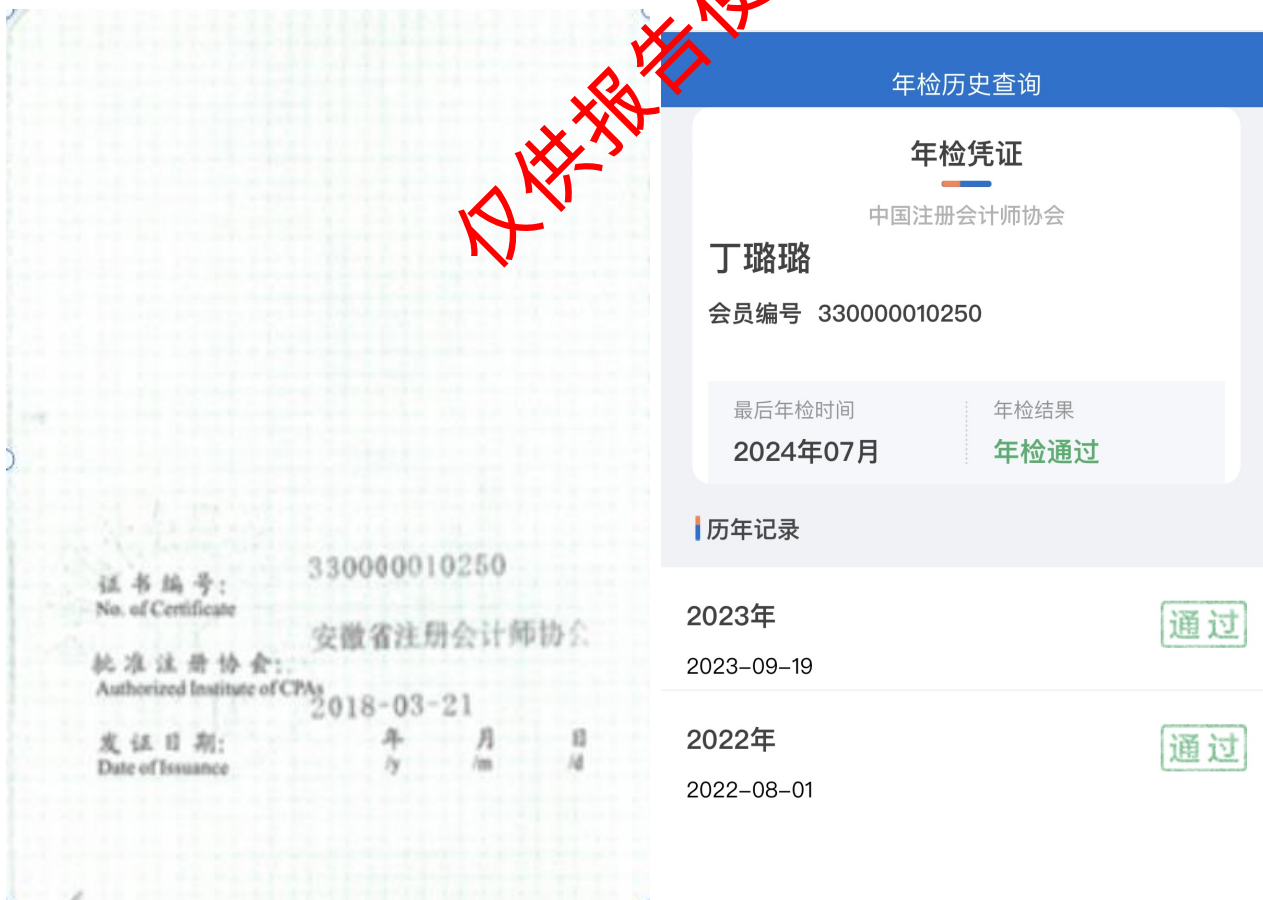 仅供报告使
证书编号:
No. of Certificate
330000010250
批准注册协会:
Authorized Institute of CPAs
安徽省注册会计师协会
发证日期:
Date of Issuance
2018-03-21
年 月 日
/y /m /d
年检历史查询
年检凭证
中国注册会计师协会
丁璐璐
会员编号 330000010250
最后年检时间 年检结果
2024年07月 年检通过
历年记录
2023年 通过
2023-09-19
2022年 通过
2022-08-01